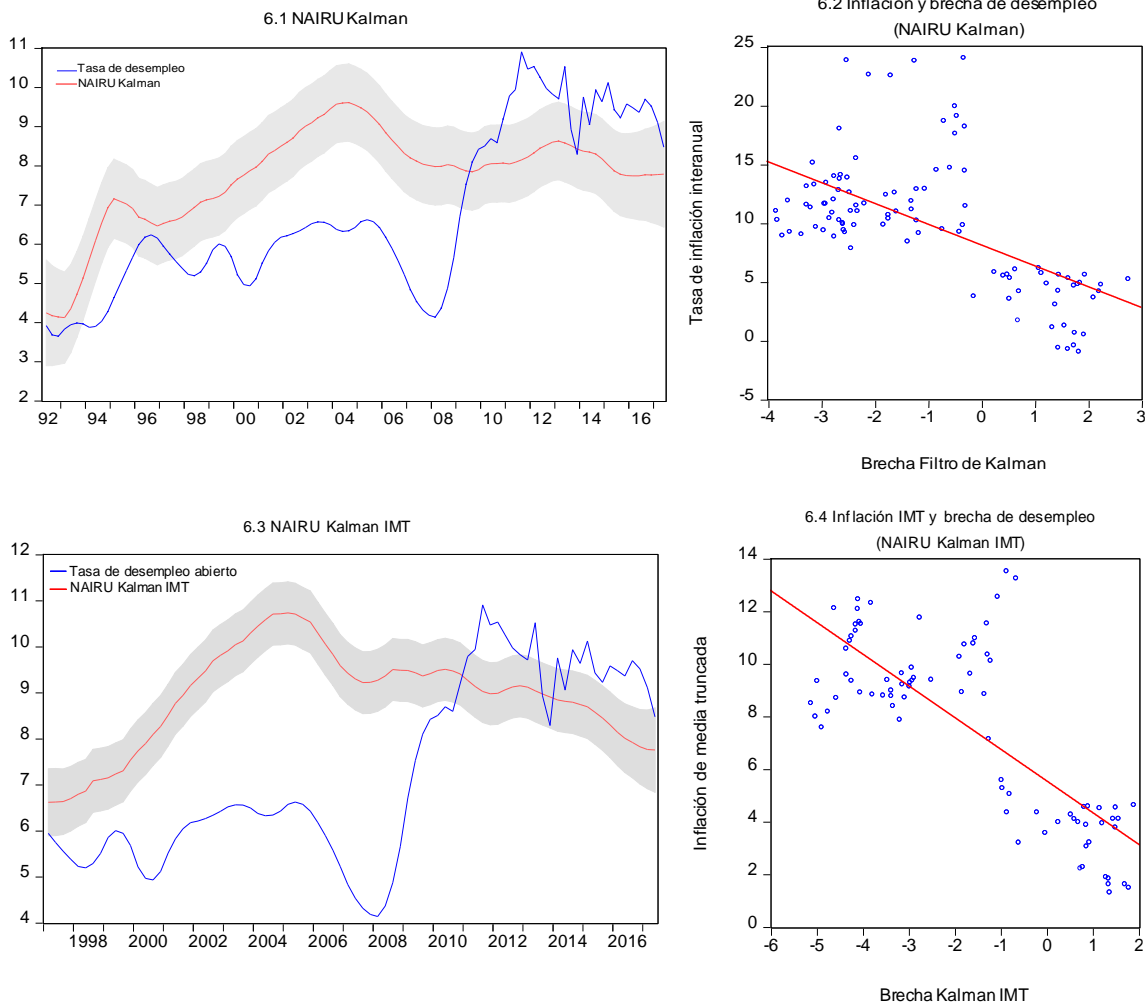 6.1 NAIRU Kalman
11
10
9
8
7
6
5
4
3
2
Tasa de desempleo
NAIRU Kalman
92 94 96 98 00 02 04 06 08 10 12 14 16
6.2 Inflación y brecha de desempleo
(NAIRU Kalman)
Tasa de inflación interanual
25
20
15
10
5
0
-5
-4 -3 -2 -1 0 1 2 3
Brecha Filtro de Kalman
6.3 NAIRU Kalman IMT
12
11
10
9
8
7
6
5
4
Tasa de desempleo abierto
NAIRU Kalman IMT
1998 2000 2002 2004 2006 2008 2010 2012 2014 2016
6.4 Inflación IMT y brecha de desempleo
(NAIRU Kalman IMT)
Inflación de media truncada
14
12
10
8
6
4
2
0
-6 -5 -4 -3 -2 -1 0 1 2
Brecha Kalman IMT